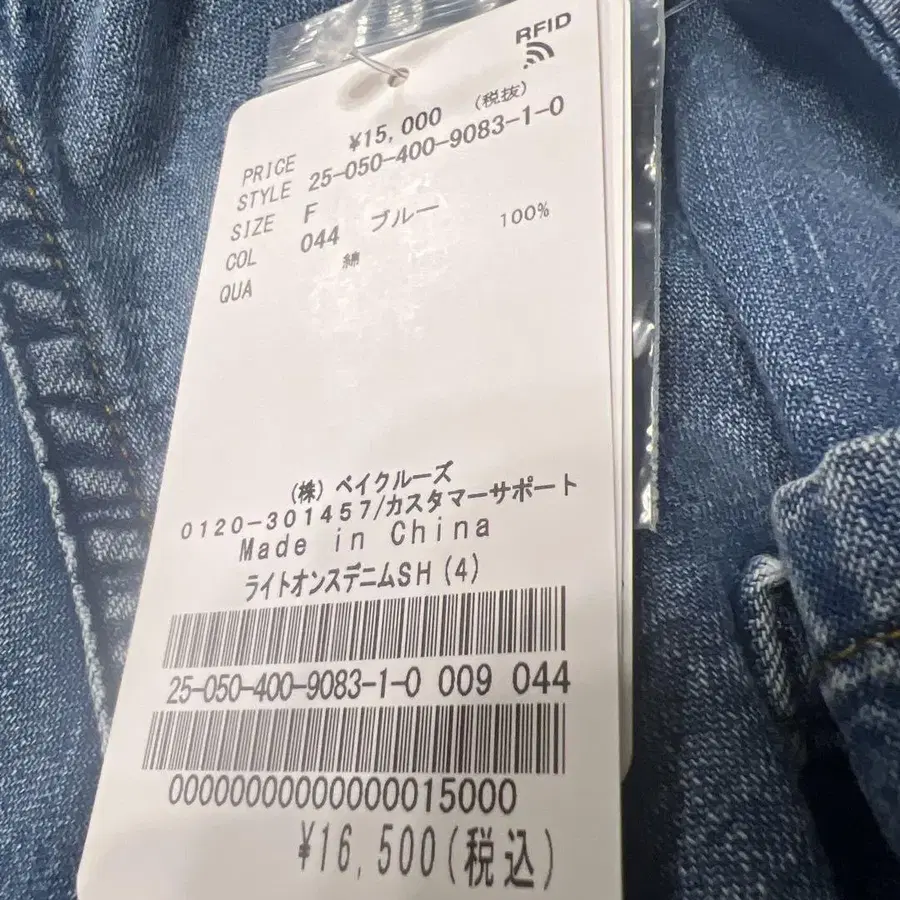 RFID
PRICE ¥15,000 (税抜)
STYLE 25-050-400-9083-1-0
SIZE F
COL 044 ブルー
QUA 綿 100%
(株) ベイクルーズ
0120-301457/カスタマーサポート
Made in China
ライトオンスデニムSH(4)
25-050-400-9083-1-0 009 044
00000000000000015000
¥16,500(税込)